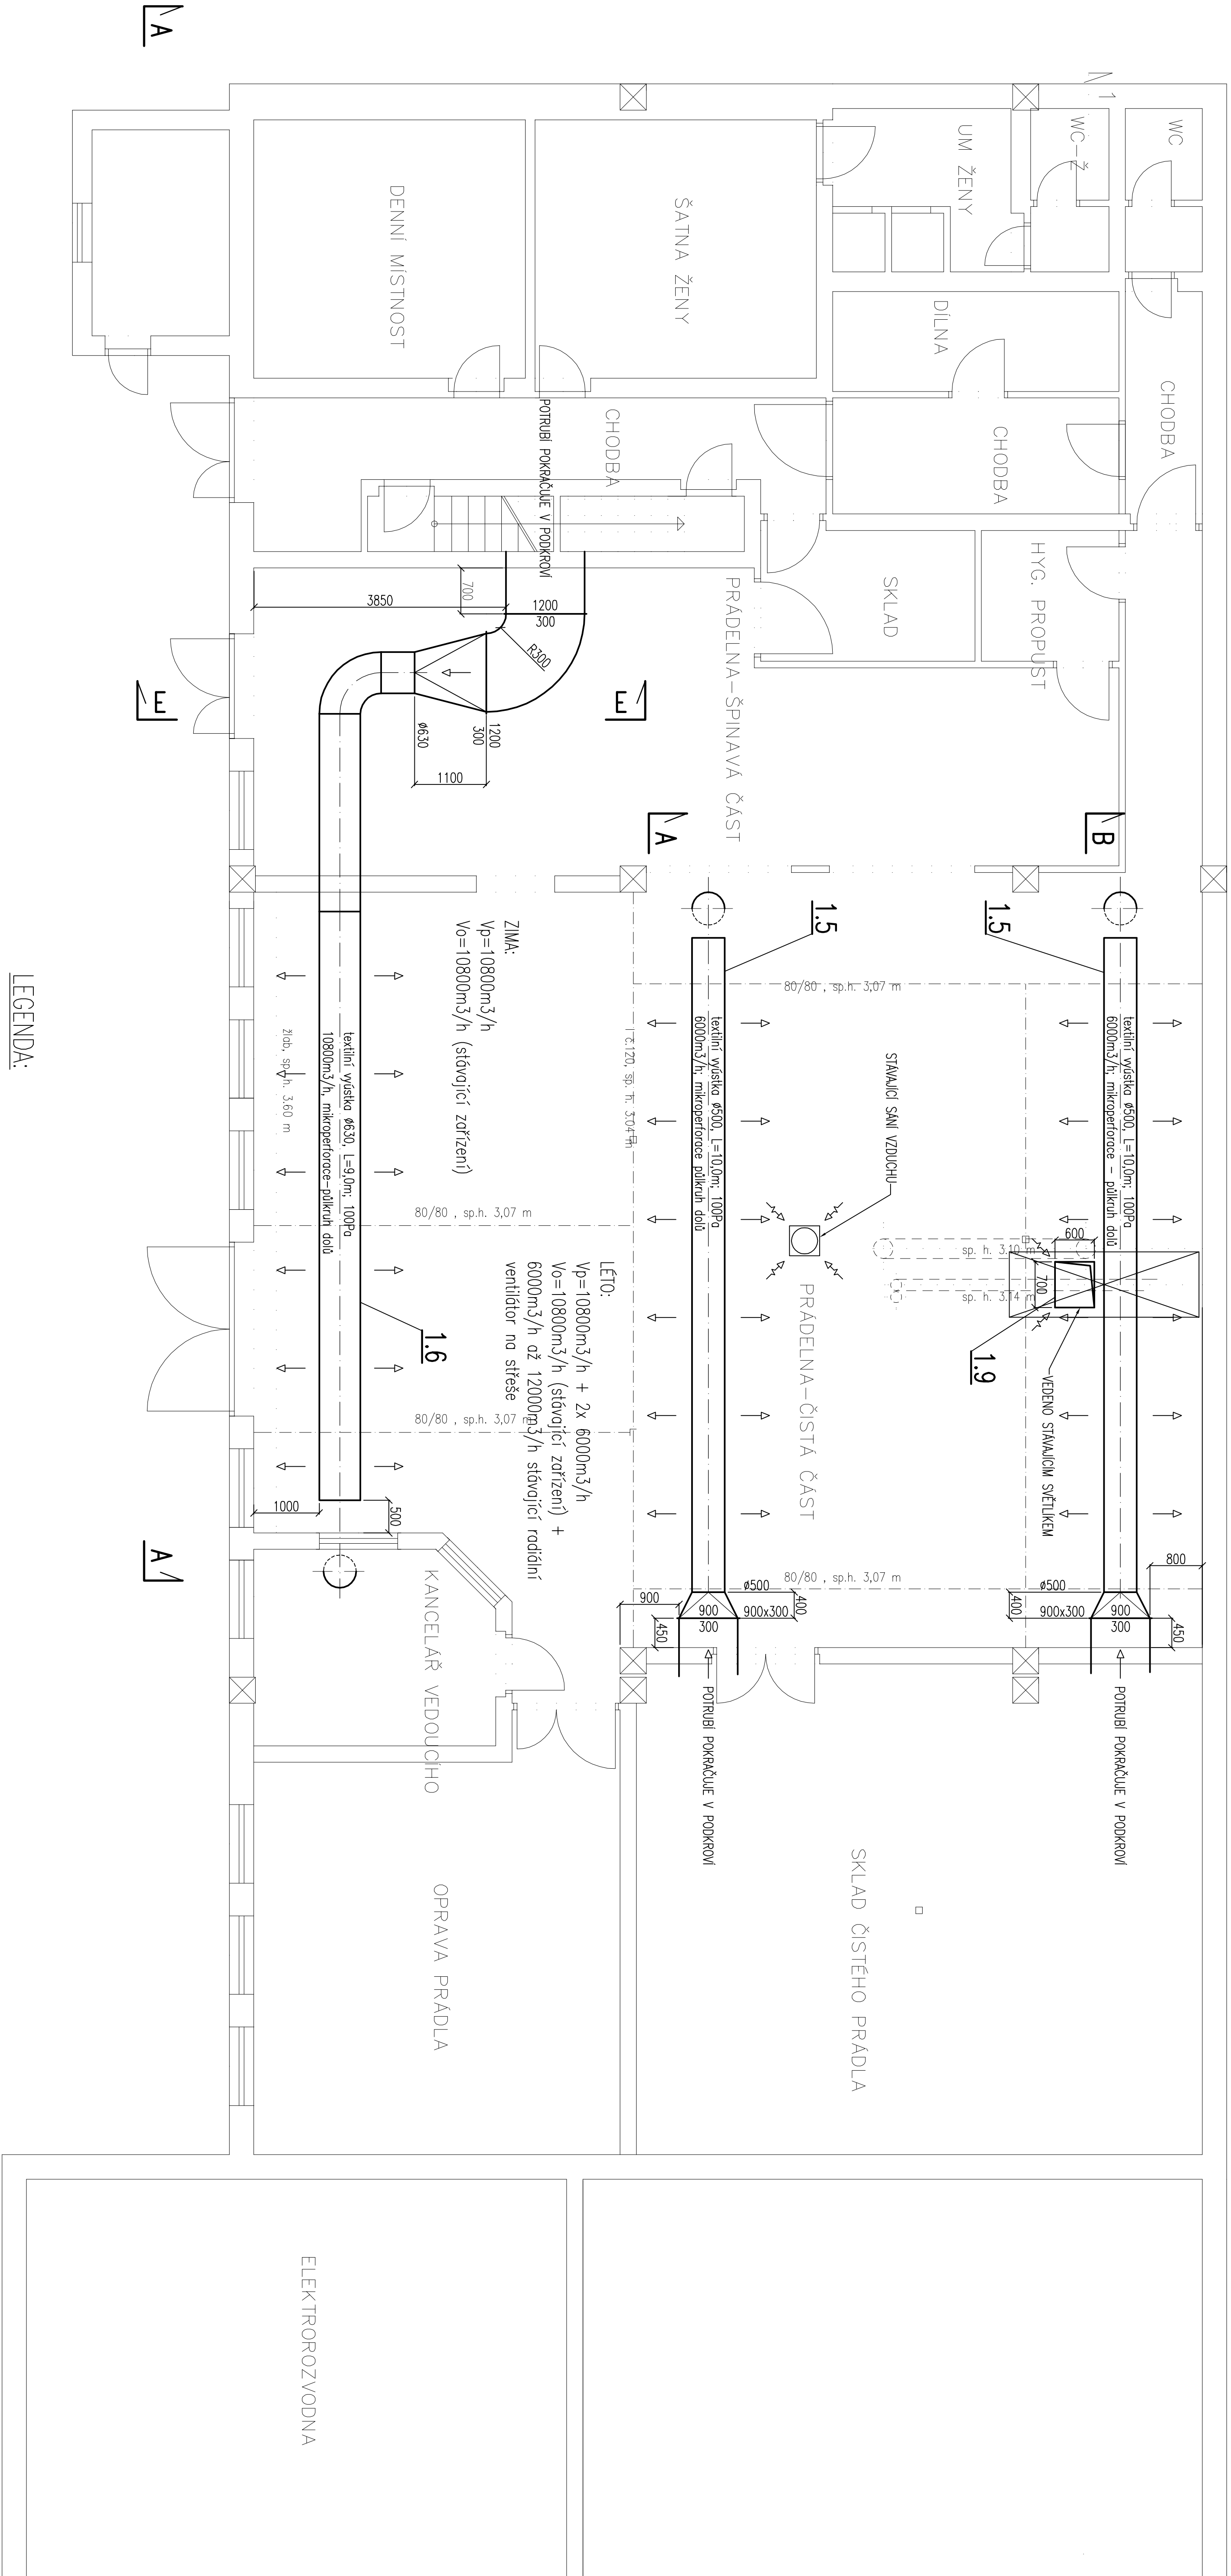 WC
WC-Ž
UM ŽENY
ŠATNA ŽENY
DENNÍ MÍSTNOST
DÍLNA
CHODBA
CHODBA
CHODBA
POTRUBÍ POKRAČUJE V PODKROVÍ
HYG. PROPUST
SKLAD
PRÁDELNA-ŠPINAVÁ ČÁST
700
3850
1200
300
R300
1200
300
Ø630
1100
A
E
E
A
B
1.5
1.5
80/80 , sp.h. 3,07 m
textilní vyústka Ø500, L=10,0m; 100Pa
6000m3/h; mikroperforace - půlkruh dolů
textilní vyústka Ø500, L=10,0m; 100Pa
6000m3/h; mikroperforace půlkruh dolů
STÁVAJÍCÍ SÁNÍ VZDUCHU
I č.120, sp. h. 3.04 m
ZIMA:
Vp=10800m3/h
Vo=10800m3/h (stávající zařízení)
textilní vyústka Ø630, L=9,0m; 100Pa
10800m3/h, mikroperforace-půlkruh dolů
žlab, sp. h. 3.60 m
80/80 , sp.h. 3,07 m
600
700
sp. h. 3.10 m
sp. h. 3.14 m
1.9
VEDENO STÁVAJÍCÍM SVĚTLÍKEM
PRÁDELNA-ČISTÁ ČÁST
LÉTO:
Vp=10800m3/h + 2x 6000m3/h
Vo=10800m3/h (stávající zařízení) +
6000m3/h až 12000m3/h stávající radiální
ventilátor na střeše
1.6
80/80 , sp.h. 3,07 m
1000
500
A
80/80 , sp.h. 3,07 m
800
Ø500
400
900x300
900
300
450
Ø500
400
900x300
900
300
900
450
POTRUBÍ POKRAČUJE V PODKROVÍ
POTRUBÍ POKRAČUJE V PODKROVÍ
KANCELÁŘ VEDOUCÍHO
SKLAD ČISTÉHO PRÁDLA
OPRAVA PRÁDLA
ELEKTROROZVODNA
LEGENDA: